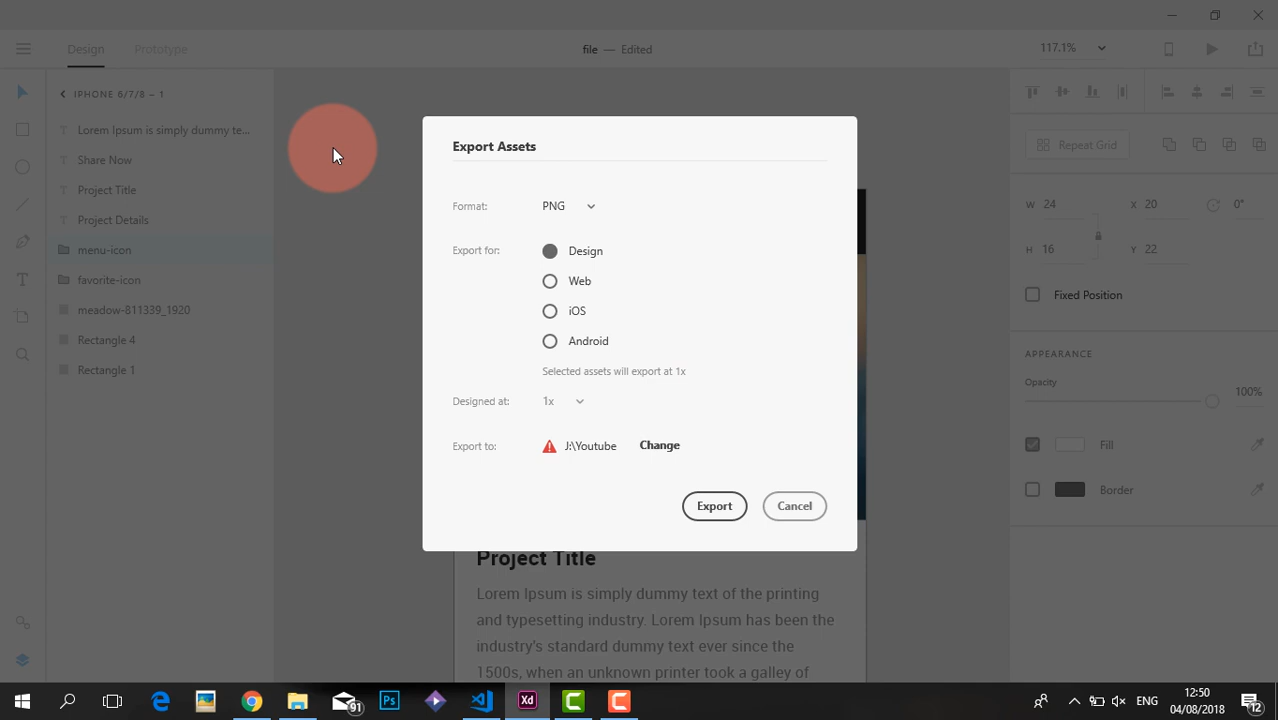 Design
Prototype
file — Edited
117.1%
IPHONE 6/7/8 – 1
Lorem Ipsum is simply dummy te...
Share Now
Project Title
Project Details
menu-icon
favorite-icon
meadow-811339_1920
Rectangle 4
Rectangle 1
Export Assets
Format:
PNG
Export for:
Design
Web
iOS
Android
Selected assets will export at 1x
Designed at:
1x
Export to:
J:\Youtube
Change
Export
Cancel
Project Title
Lorem Ipsum is simply dummy text of the printing
and typesetting industry. Lorem Ipsum has been the
industry's standard dummy text ever since the
1500s, when an unknown printer took a galley of
Repeat Grid
W 24
X 20
0°
H 16
Y 22
Fixed Position
APPEARANCE
Opacity
100%
Fill
Border
91
Ps
Xd
ENG
12:50
04/08/2018
12